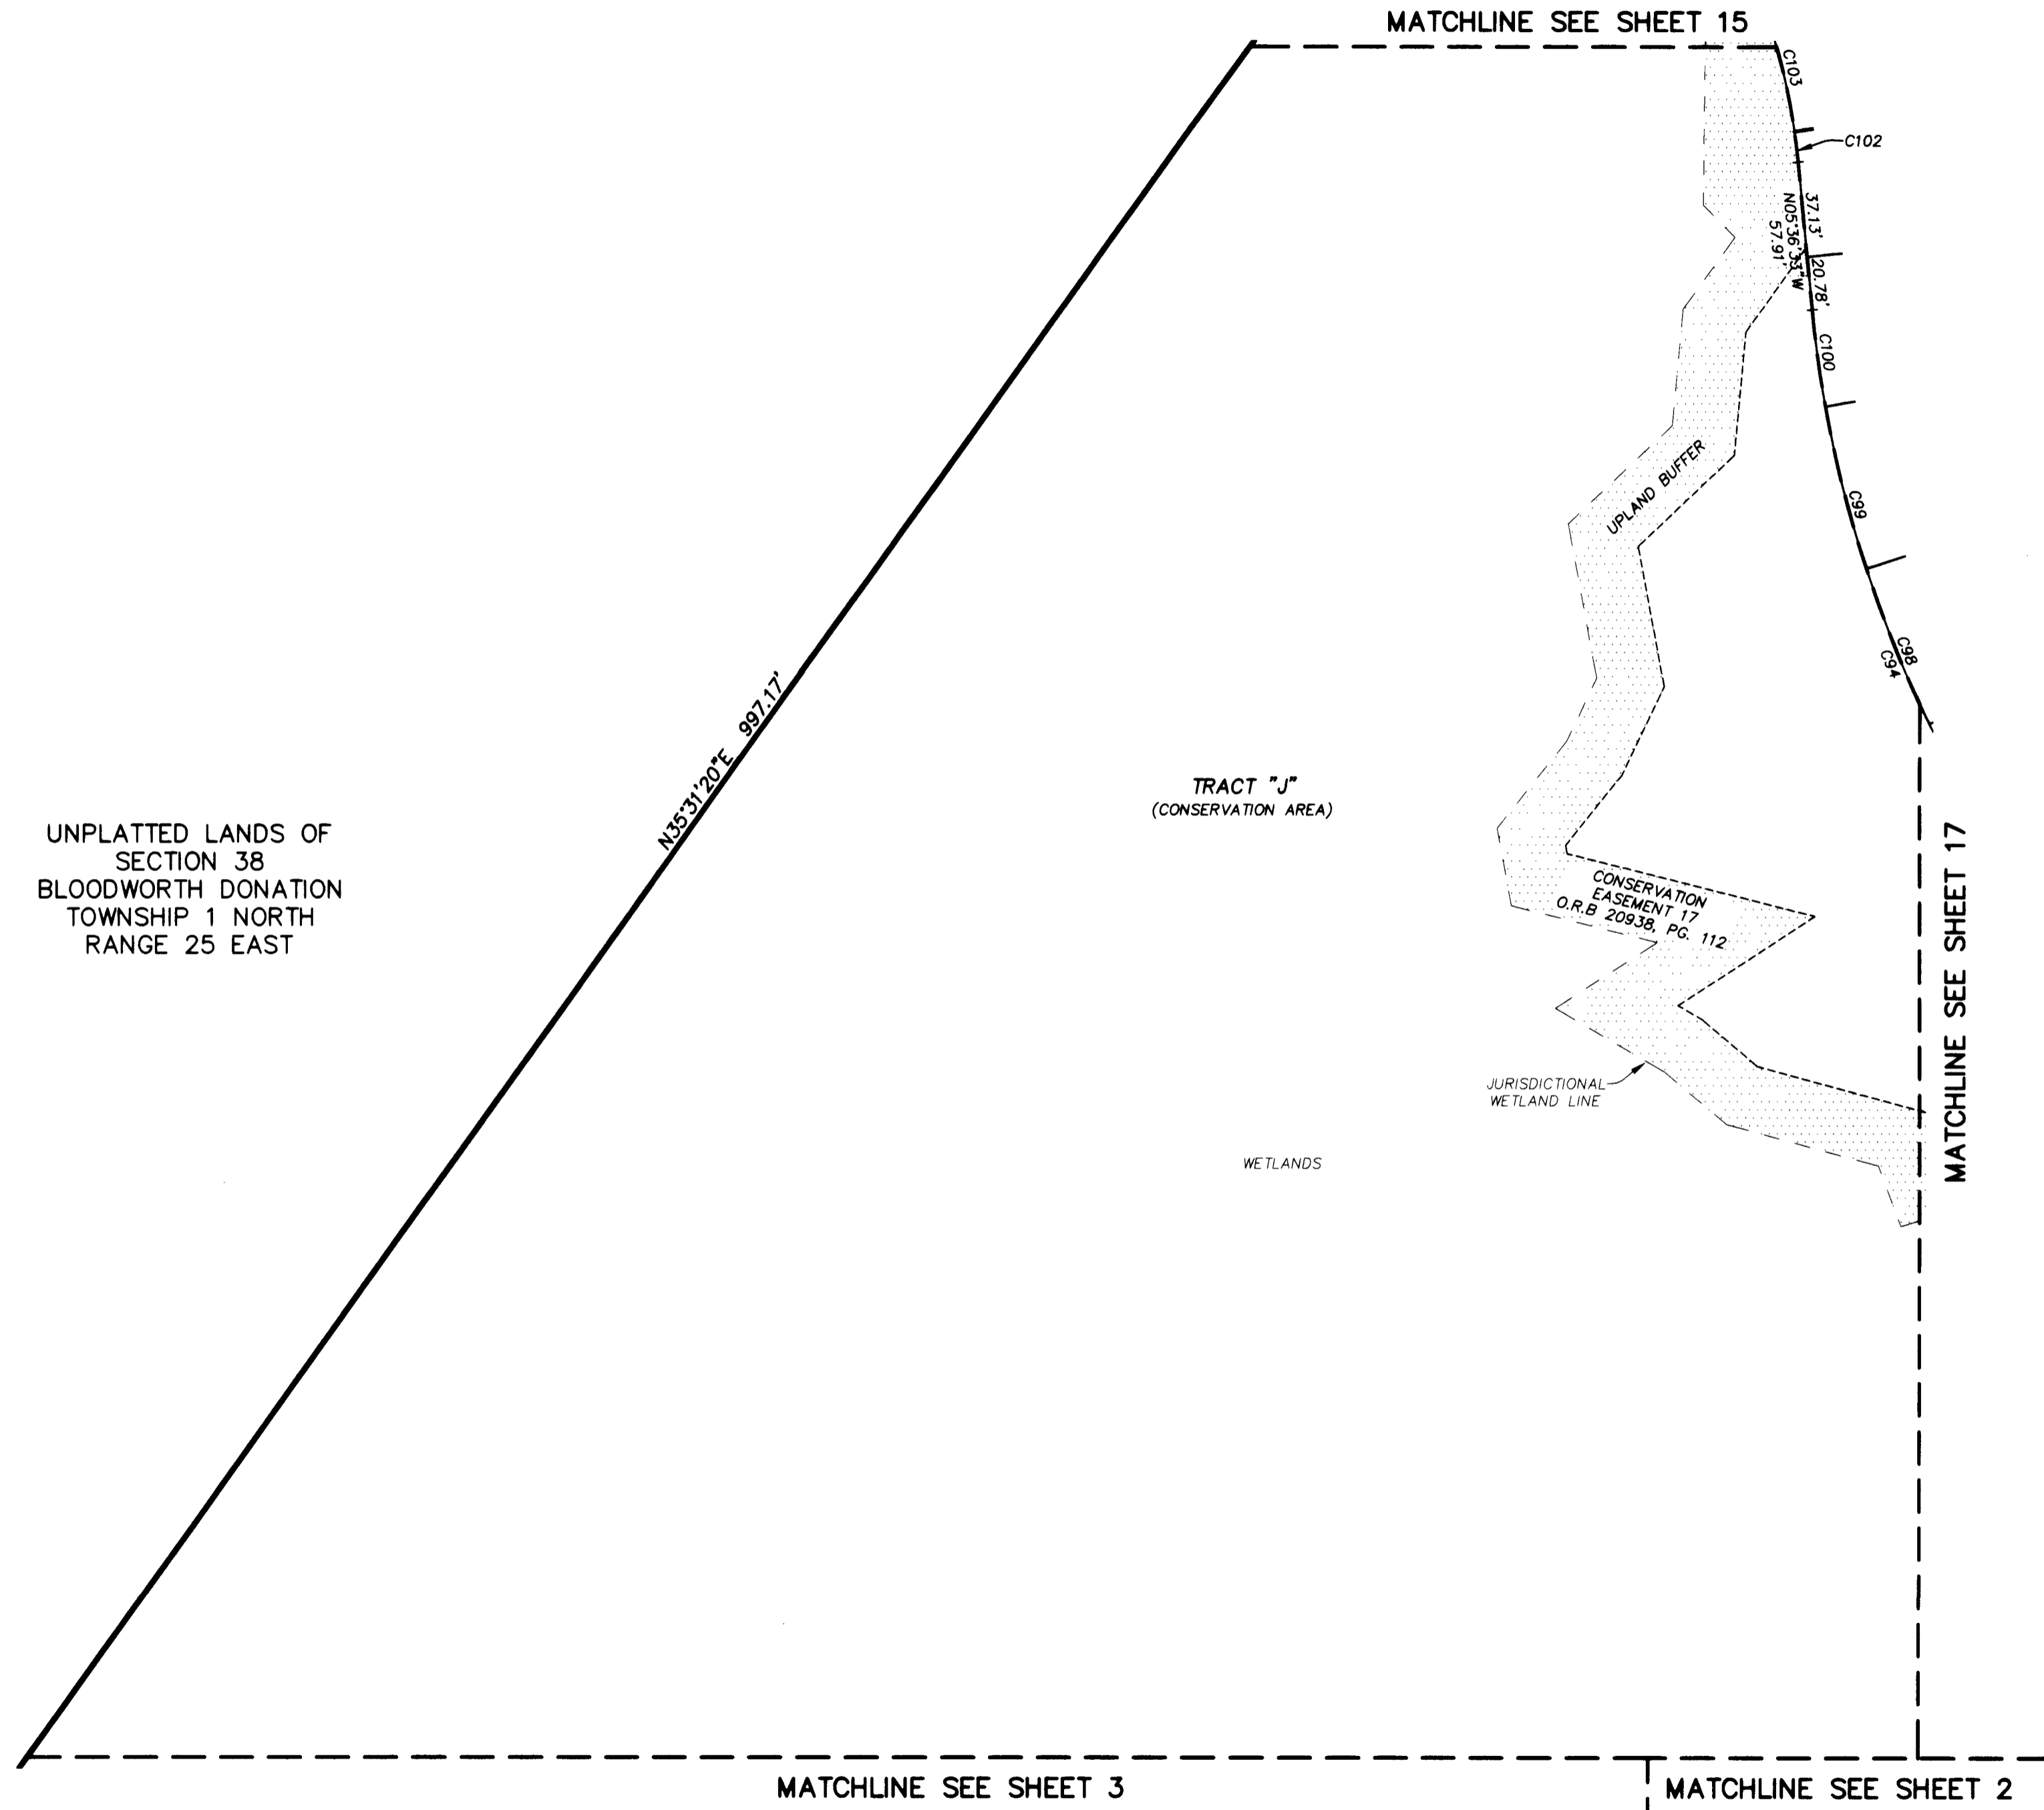 MATCHLINE SEE SHEET 15
C103
C102
37.13'
N05°36'33"W
57.91'
20.78'
C100
UPLAND BUFFER
C99
C98
C94
N35°31'20"E 997.17'
TRACT "J"
(CONSERVATION AREA)
UNPLATTED LANDS OF
SECTION 38
BLOODWORTH DONATION
TOWNSHIP 1 NORTH
RANGE 25 EAST
CONSERVATION
EASEMENT 17
O.R.B 20938, PG. 112
MATCHLINE SEE SHEET 17
JURISDICTIONAL
WETLAND LINE
WETLANDS
MATCHLINE SEE SHEET 3
MATCHLINE SEE SHEET 2